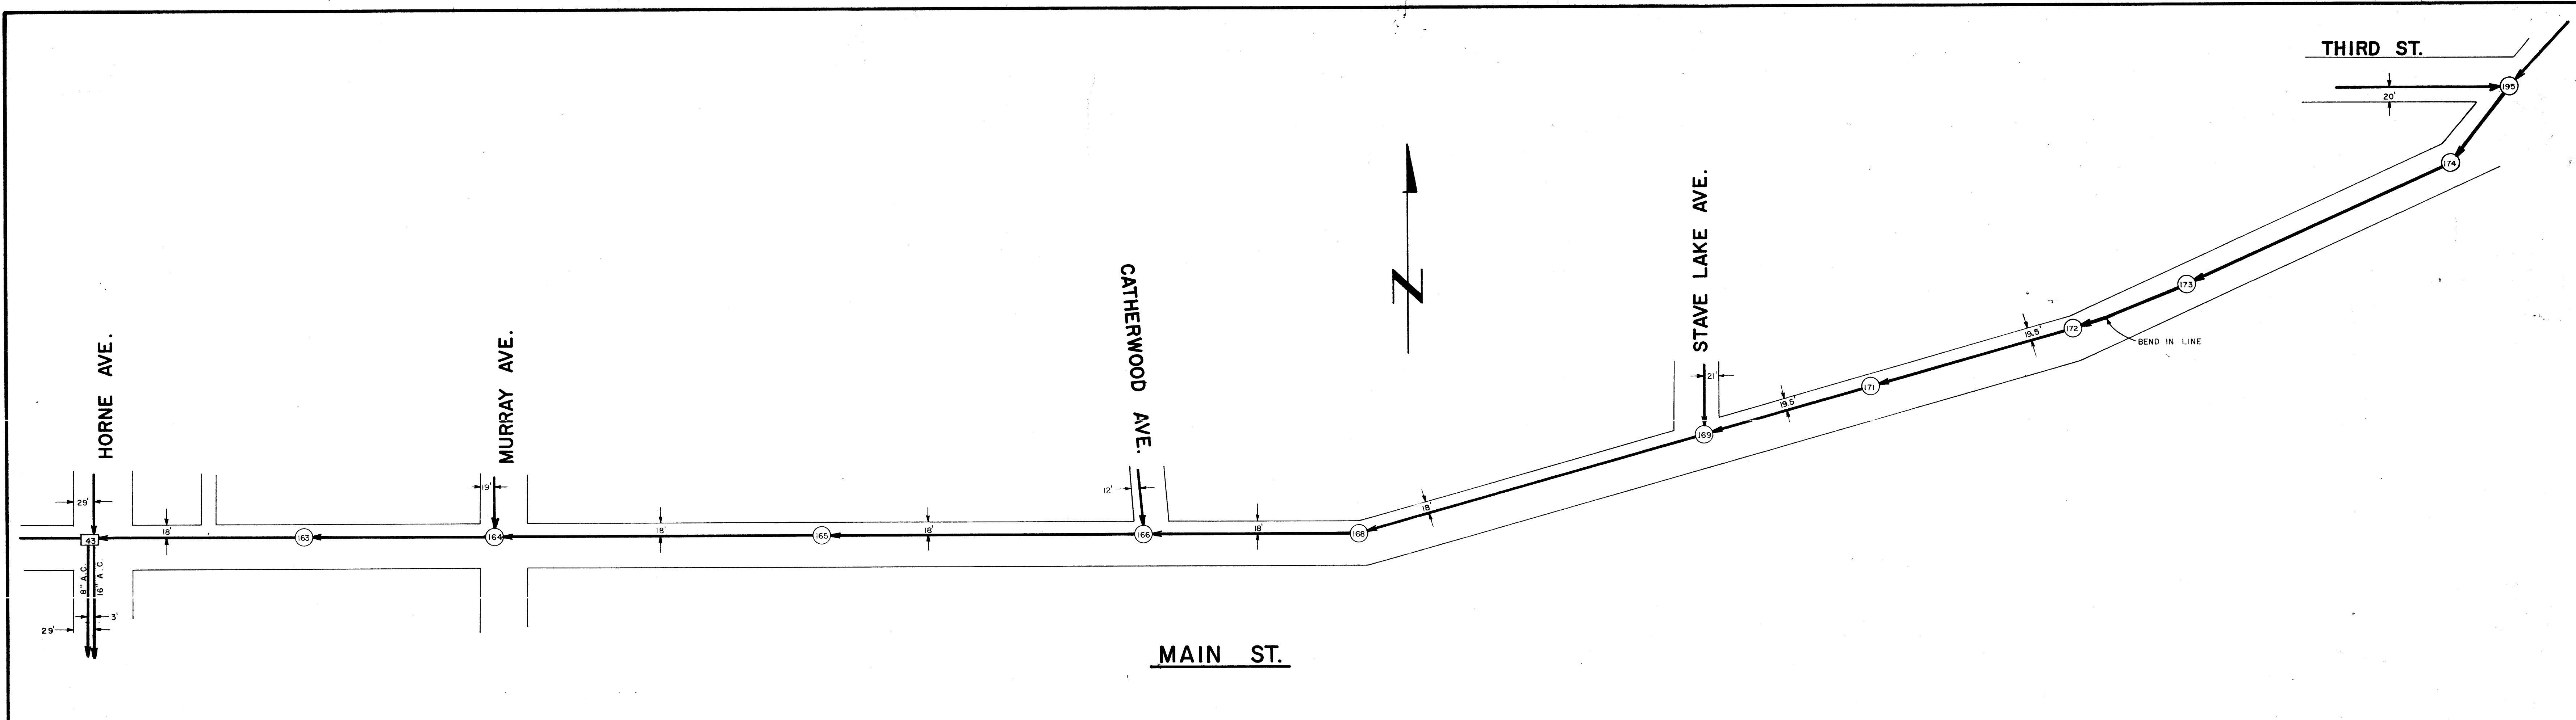 THIRD ST.
195
20'
174
STAVE LAKE AVE.
CATHERWOOD AVE.
N
173
172
19.5'
BEND IN LINE
MURRAY AVE.
HORNE AVE.
21'
171
19.5'
169
29'
19'
12'
18'
43
18'
163
164
18'
165
18'
166
18'
168
8" A.C.
16" A.C.
3'
29'
MAIN ST.